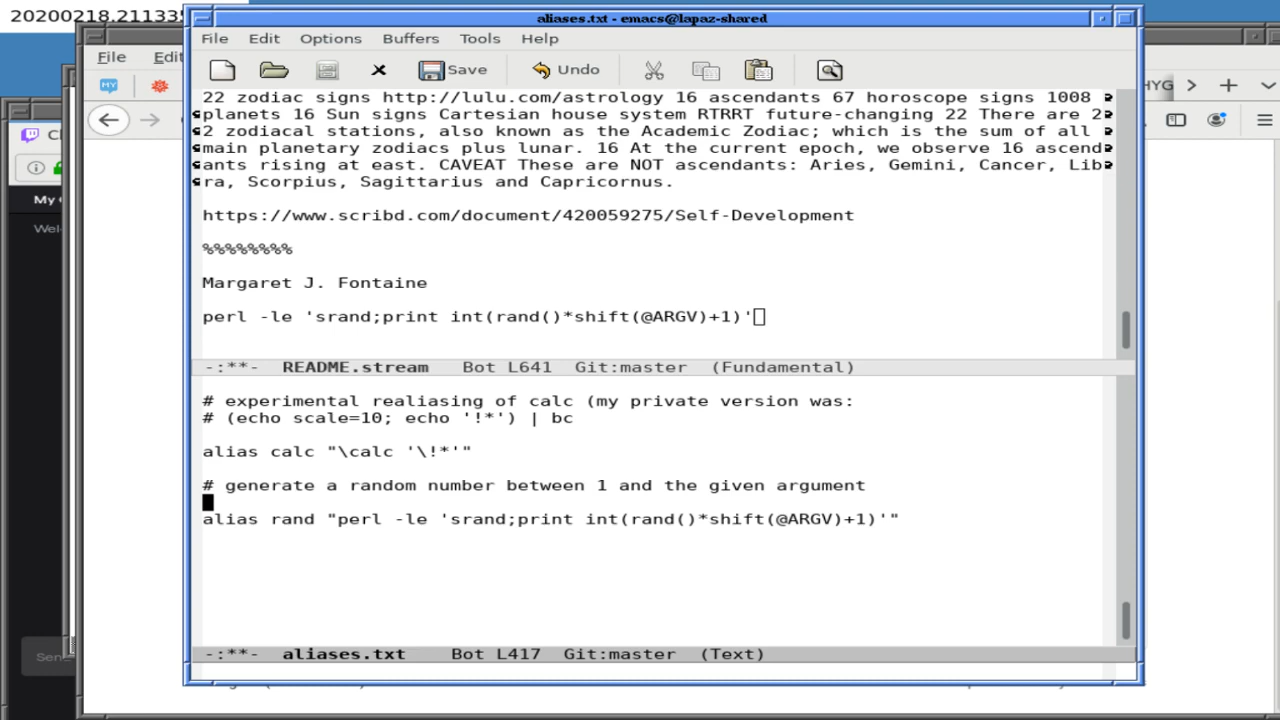 20200218.21133
aliases.txt - emacs@lapaz-shared
File Edit Options Buffers Tools Help
Save Undo
22 zodiac signs http://lulu.com/astrology 16 ascendants 67 horoscope signs 1008
planets 16 Sun signs Cartesian house system RTRRT future-changing 22 There are 2
2 zodiacal stations, also known as the Academic Zodiac; which is the sum of all
main planetary zodiacs plus lunar. 16 At the current epoch, we observe 16 ascend
ants rising at east. CAVEAT These are NOT ascendants: Aries, Gemini, Cancer, Lib
ra, Scorpius, Sagittarius and Capricornus.
https://www.scribd.com/document/420059275/Self-Development
%%%%%%%%
Margaret J. Fontaine
perl -le 'srand;print int(rand()*shift(@ARGV)+1)'
-:**- README.stream Bot L641 Git:master (Fundamental)
# experimental realiasing of calc (my private version was:
# (echo scale=10; echo '!*') | bc
alias calc "\calc '\!*'"
# generate a random number between 1 and the given argument
alias rand "perl -le 'srand;print int(rand()*shift(@ARGV)+1)'"
-:**- aliases.txt Bot L417 Git:master (Text)
File Edit
MY
HYG
My
Wel
Sen